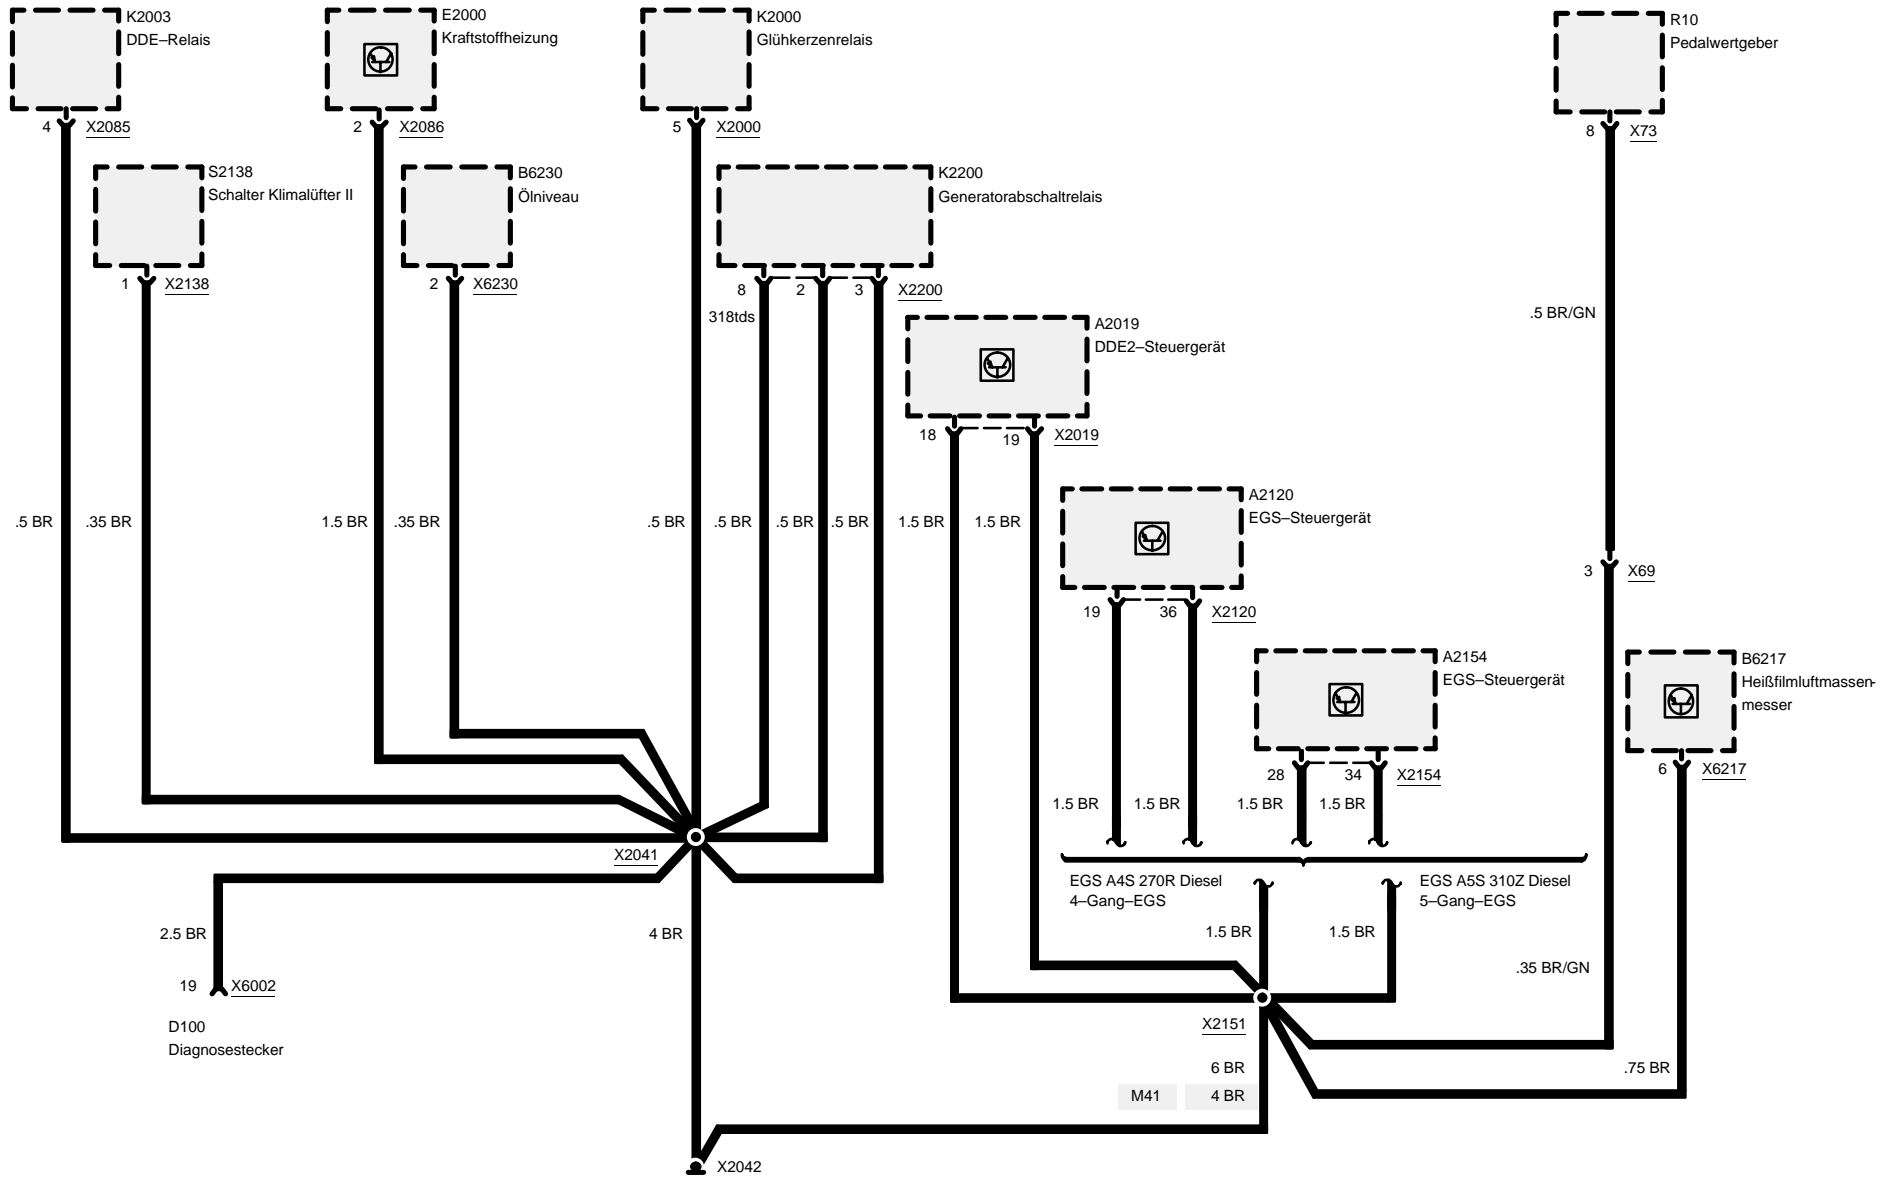 K2003
DDE–Relais
E2000
Kraftstoffheizung
K2000
Glühkerzenrelais
R10
Pedalwertgeber
4 X2085
2 X2086
5 X2000
8 X73
S2138
Schalter Klimalüfter II
B6230
Ölniveau
K2200
Generatorabschaltrelais
1 X2138
2 X6230
8 2 3 X2200
318tds
.5 BR/GN
A2019
DDE2–Steuergerät
18 19 X2019
A2120
EGS–Steuergerät
.5 BR .35 BR 1.5 BR .35 BR .5 BR .5 BR .5 BR .5 BR 1.5 BR 1.5 BR
3 X69
19 36 X2120
A2154
EGS–Steuergerät
B6217
Heißfilmluftmassen-
messer
28 34 X2154
6 X6217
1.5 BR 1.5 BR 1.5 BR 1.5 BR
X2041
EGS A4S 270R Diesel
4–Gang–EGS
EGS A5S 310Z Diesel
5–Gang–EGS
2.5 BR
4 BR
1.5 BR 1.5 BR
.35 BR/GN
19 X6002
D100
Diagnosestecker
X2151
6 BR
.75 BR
M41 4 BR
X2042